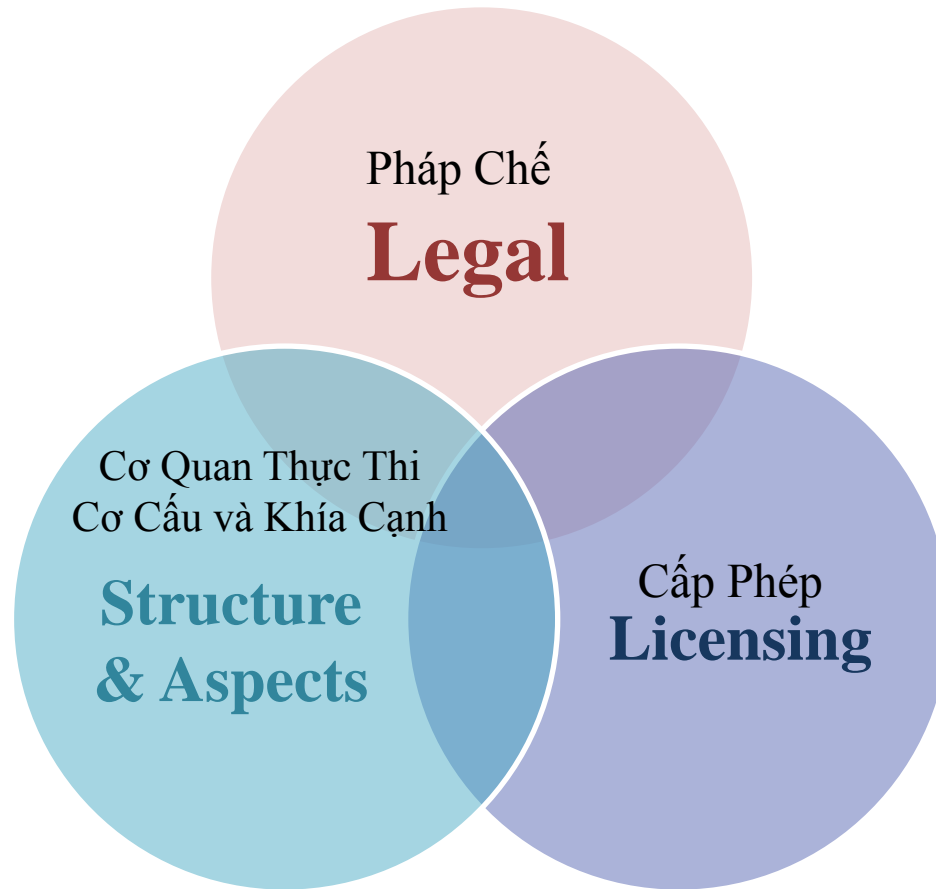 Pháp Chế
Legal
Cơ Quan Thực Thi
Cơ Cấu và Khía Cạnh
Structure
& Aspects
Cấp Phép
Licensing